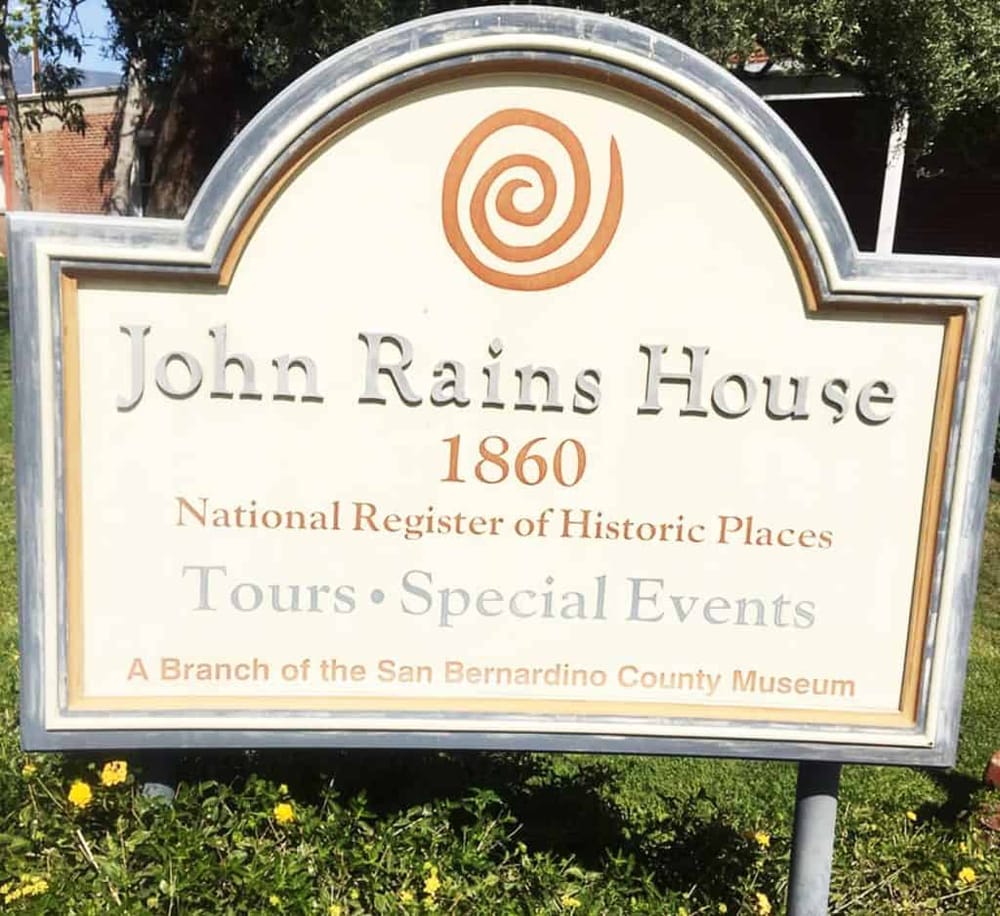 John Rains House
1860
National Register of Historic Places
Tours • Special Events
A Branch of the San Bernardino County Museum